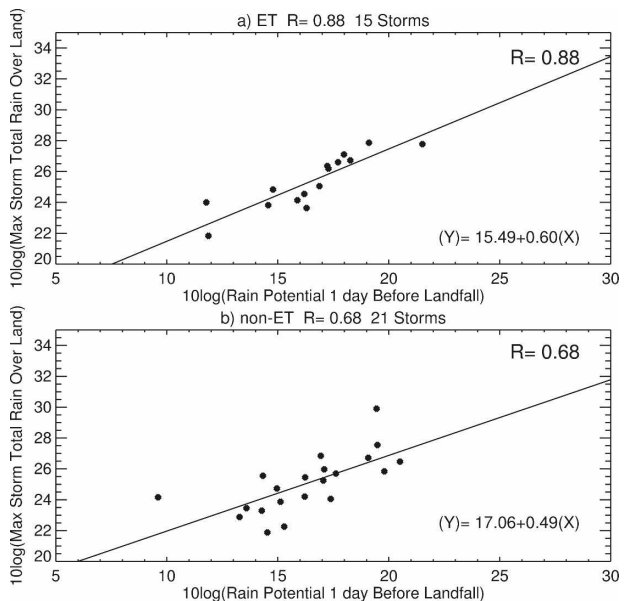 a) ET R= 0.88 15 Storms
10log(Max Storm Total Rain Over Land)
34
32
30
28
26
24
22
20
R= 0.88
(Y)= 15.49+0.60(X)
5 10 15 20 25 30
10log(Rain Potential 1 day Before Landfall)
b) non-ET R= 0.68 21 Storms
10log(Max Storm Total Rain Over Land)
34
32
30
28
26
24
22
20
R= 0.68
(Y)= 17.06+0.49(X)
5 10 15 20 25 30
10log(Rain Potential 1 day Before Landfall)